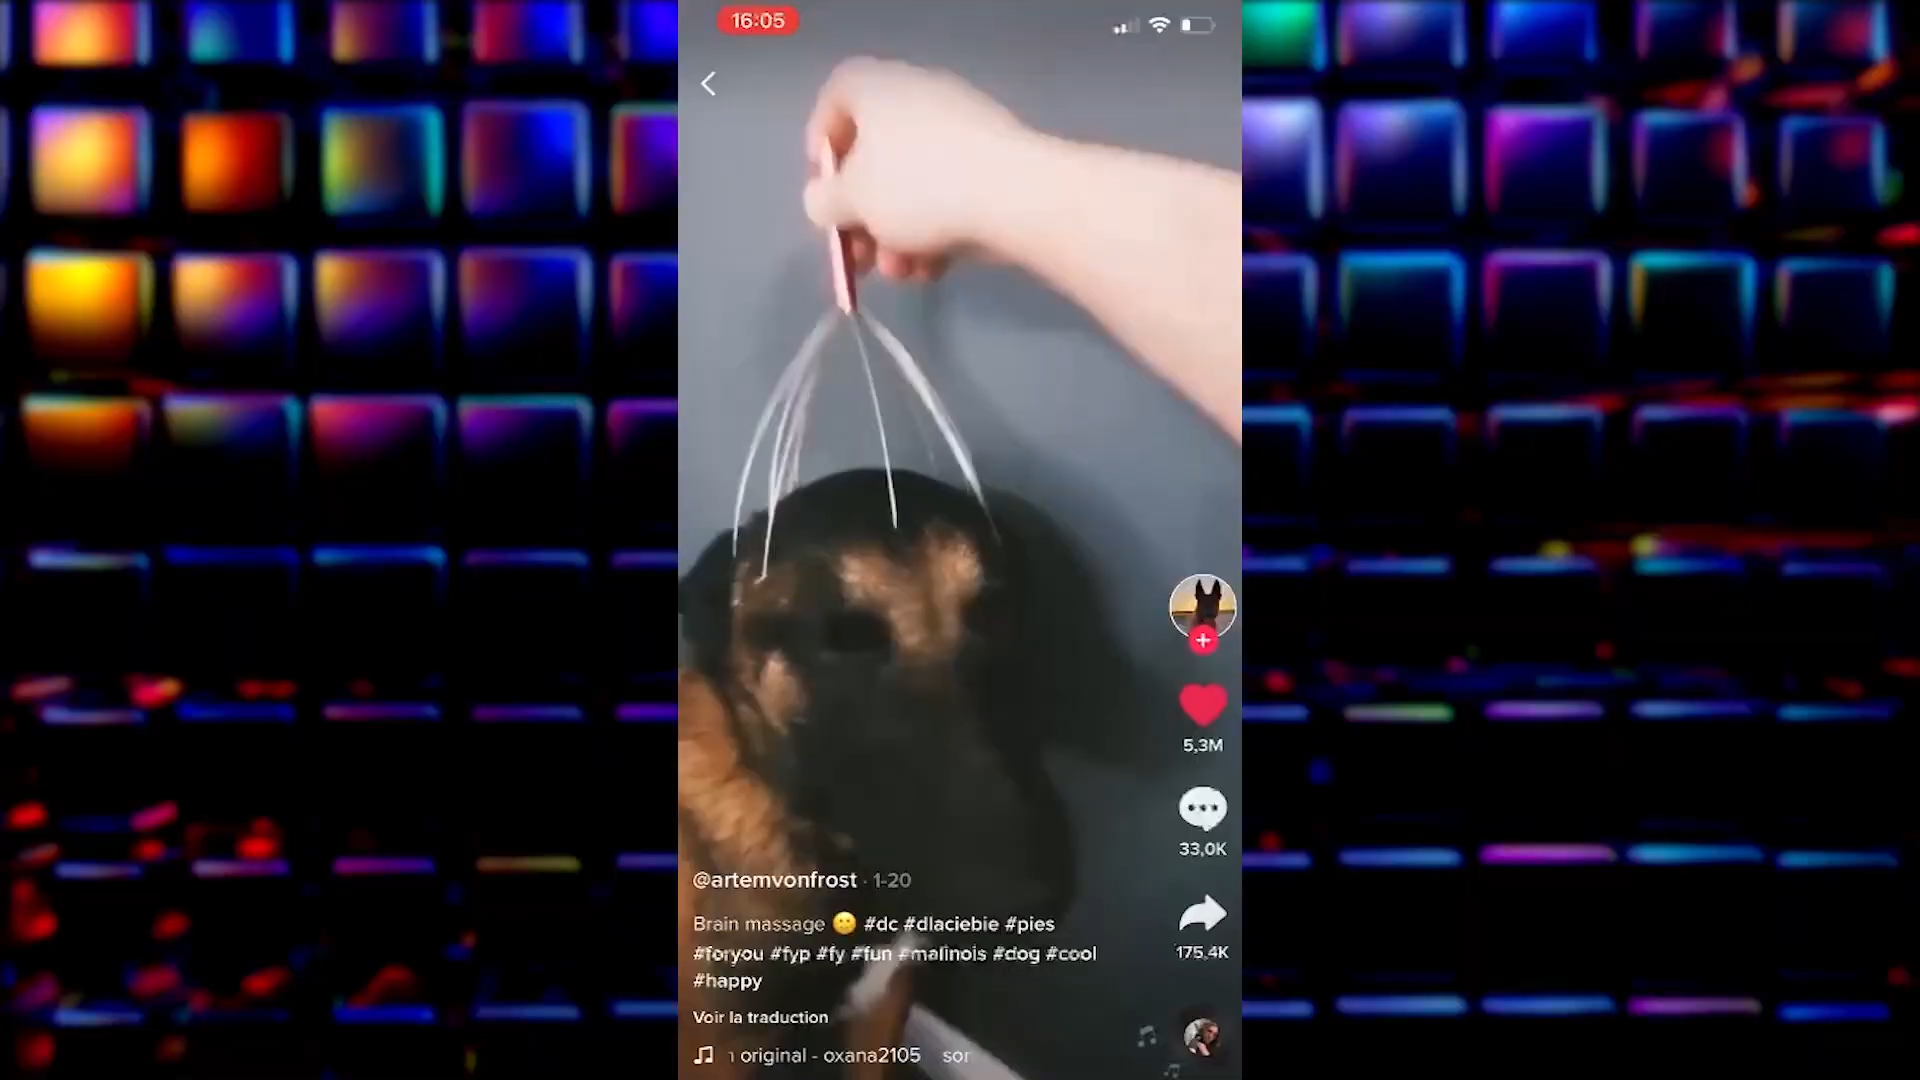 16:05
5,3M
33,0K
175,4K
@artemvonfrost · 1-20
Brain massage #dc #dlaciebie #pies
#foryou #fyp #fy #fun #malinois #dog #cool
#happy
Voir la traduction
original - oxana2105 sor